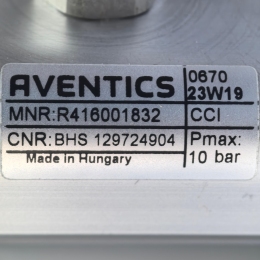 AVENTICS 0670
23W19
MNR:R416001832 CCI
CNR:BHS 129724904 Pmax:
Made in Hungary 10 bar